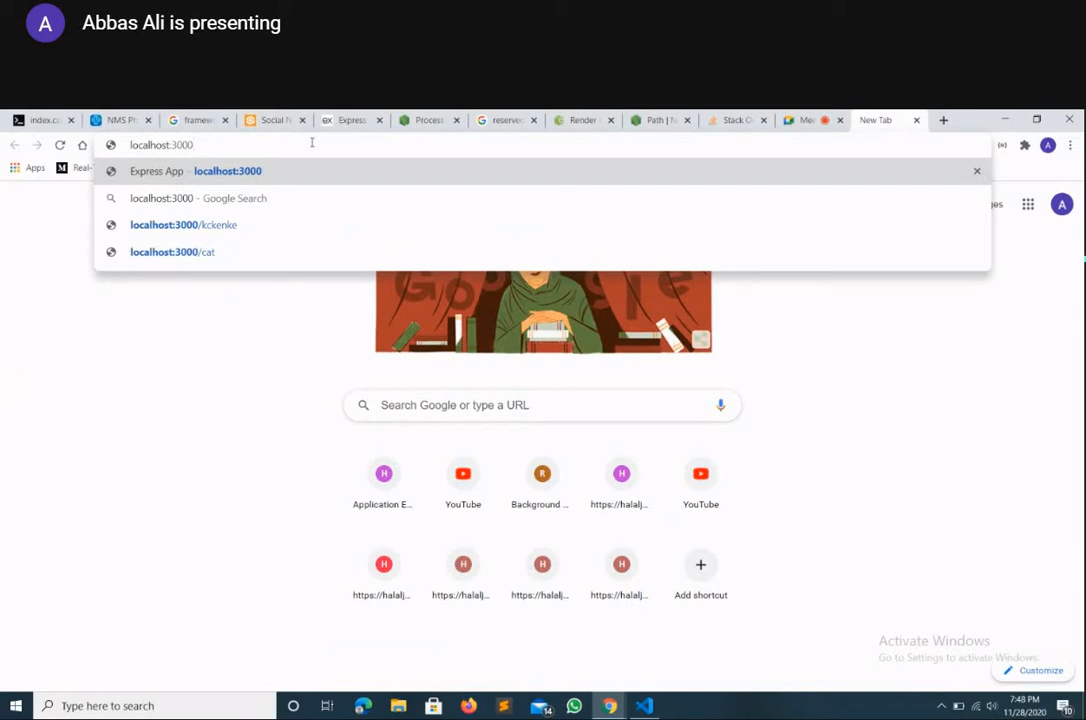 A Abbas Ali is presenting
index.c NMS Ph framew Social N EX Express Process reserve Render Path | N Stack O Mee New Tab
localhost:3000 A
Apps M Real-
Express App – localhost:3000
localhost:3000 - Google Search
ges A
localhost:3000/kckenke
localhost:3000/cat
Search Google or type a URL
H H R H
Application E... YouTube Background ... https://halalj... YouTube
H H H H
https://halalj... https://halalj... https://halalj... https://halalj... Add shortcut
Activate Windows
Go to Settings to activate Windows.
Customize
Type here to search 14 7:48 PM
11/28/2020 10